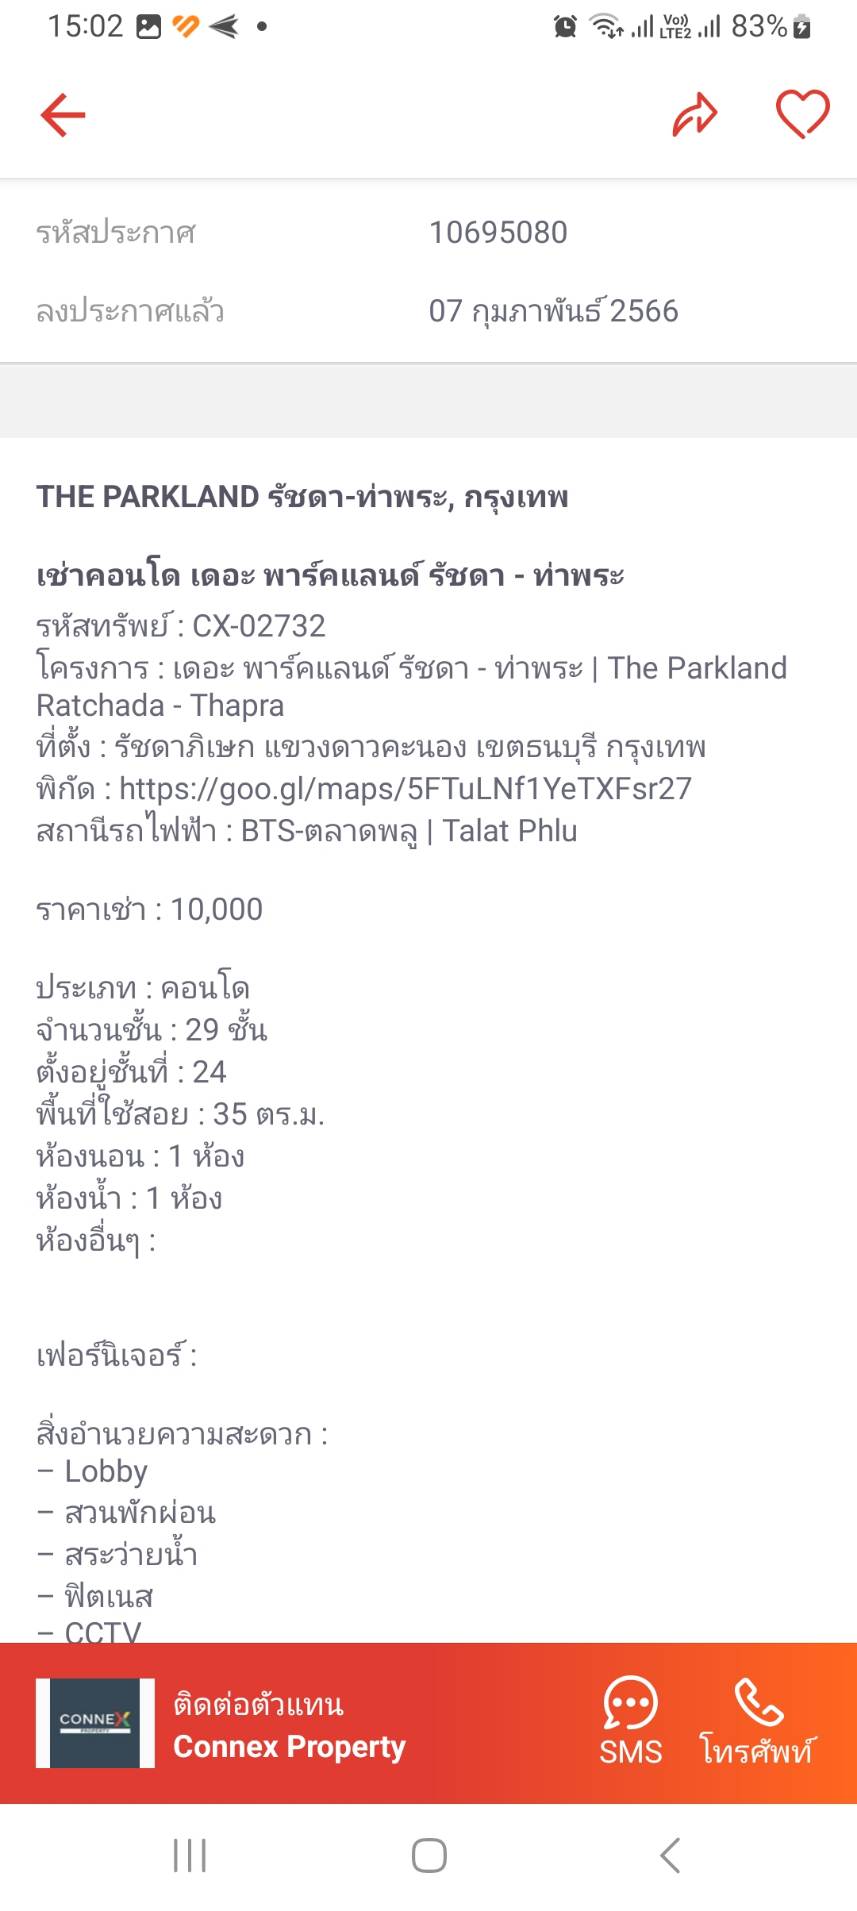 15:02
Vo)) LTE2 83%
รหัสประกาศ 10695080
ลงประกาศแล้ว 07 กุมภาพันธ์ 2566
THE PARKLAND รัชดา-ท่าพระ, กรุงเทพ
เช่าคอนโด เดอะ พาร์คแลนด์ รัชดา - ท่าพระ
รหัสทรัพย์ : CX-02732
โครงการ : เดอะ พาร์คแลนด์ รัชดา - ท่าพระ | The Parkland
Ratchada - Thapra
ที่ตั้ง : รัชดาภิเษก แขวงดาวคะนอง เขตธนบุรี กรุงเทพ
พิกัด : https://goo.gl/maps/5FTuLNf1YeTXFsr27
สถานีรถไฟฟ้า : BTS-ตลาดพลู | Talat Phlu
ราคาเช่า : 10,000
ประเภท : คอนโด
จำนวนชั้น : 29 ชั้น
ตั้งอยู่ชั้นที่ : 24
พื้นที่ใช้สอย : 35 ตร.ม.
ห้องนอน : 1 ห้อง
ห้องน้ำ : 1 ห้อง
ห้องอื่นๆ :
เฟอร์นิเจอร์ :
สิ่งอำนวยความสะดวก :
– Lobby
– สวนพักผ่อน
– สระว่ายน้ำ
– ฟิตเนส
– CCTV
CONNEX
PROPERTY
ติดต่อตัวแทน
Connex Property
SMS
โทรศัพท์